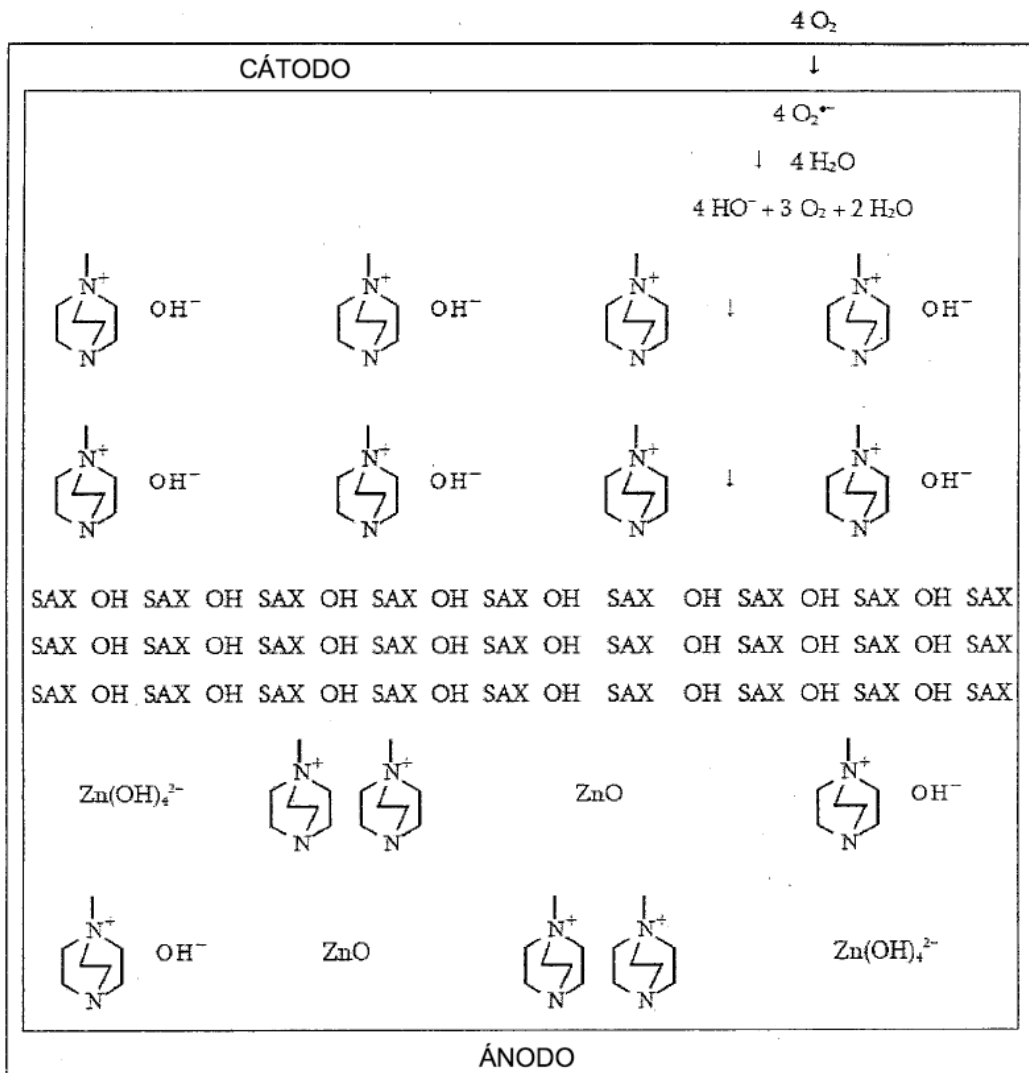 4 O₂
CÁTODO ↓
4 O₂•−
↓ 4 H₂O
4 HO⁻ + 3 O₂ + 2 H₂O
N⁺ OH⁻ N⁺ OH⁻ N⁺ ↓ N⁺ OH⁻
N N N N
N⁺ OH⁻ N⁺ OH⁻ N⁺ ↓ N⁺ OH⁻
N N N N
SAX OH SAX OH SAX OH SAX OH SAX OH SAX OH SAX OH SAX OH SAX
SAX OH SAX OH SAX OH SAX OH SAX OH SAX OH SAX OH SAX OH SAX
SAX OH SAX OH SAX OH SAX OH SAX OH SAX OH SAX OH SAX OH SAX
Zn(OH)₄²⁻ N⁺ N⁺ ZnO N⁺ OH⁻
N N N
N⁺ OH⁻ ZnO N⁺ N⁺ Zn(OH)₄²⁻
N N N
ÁNODO